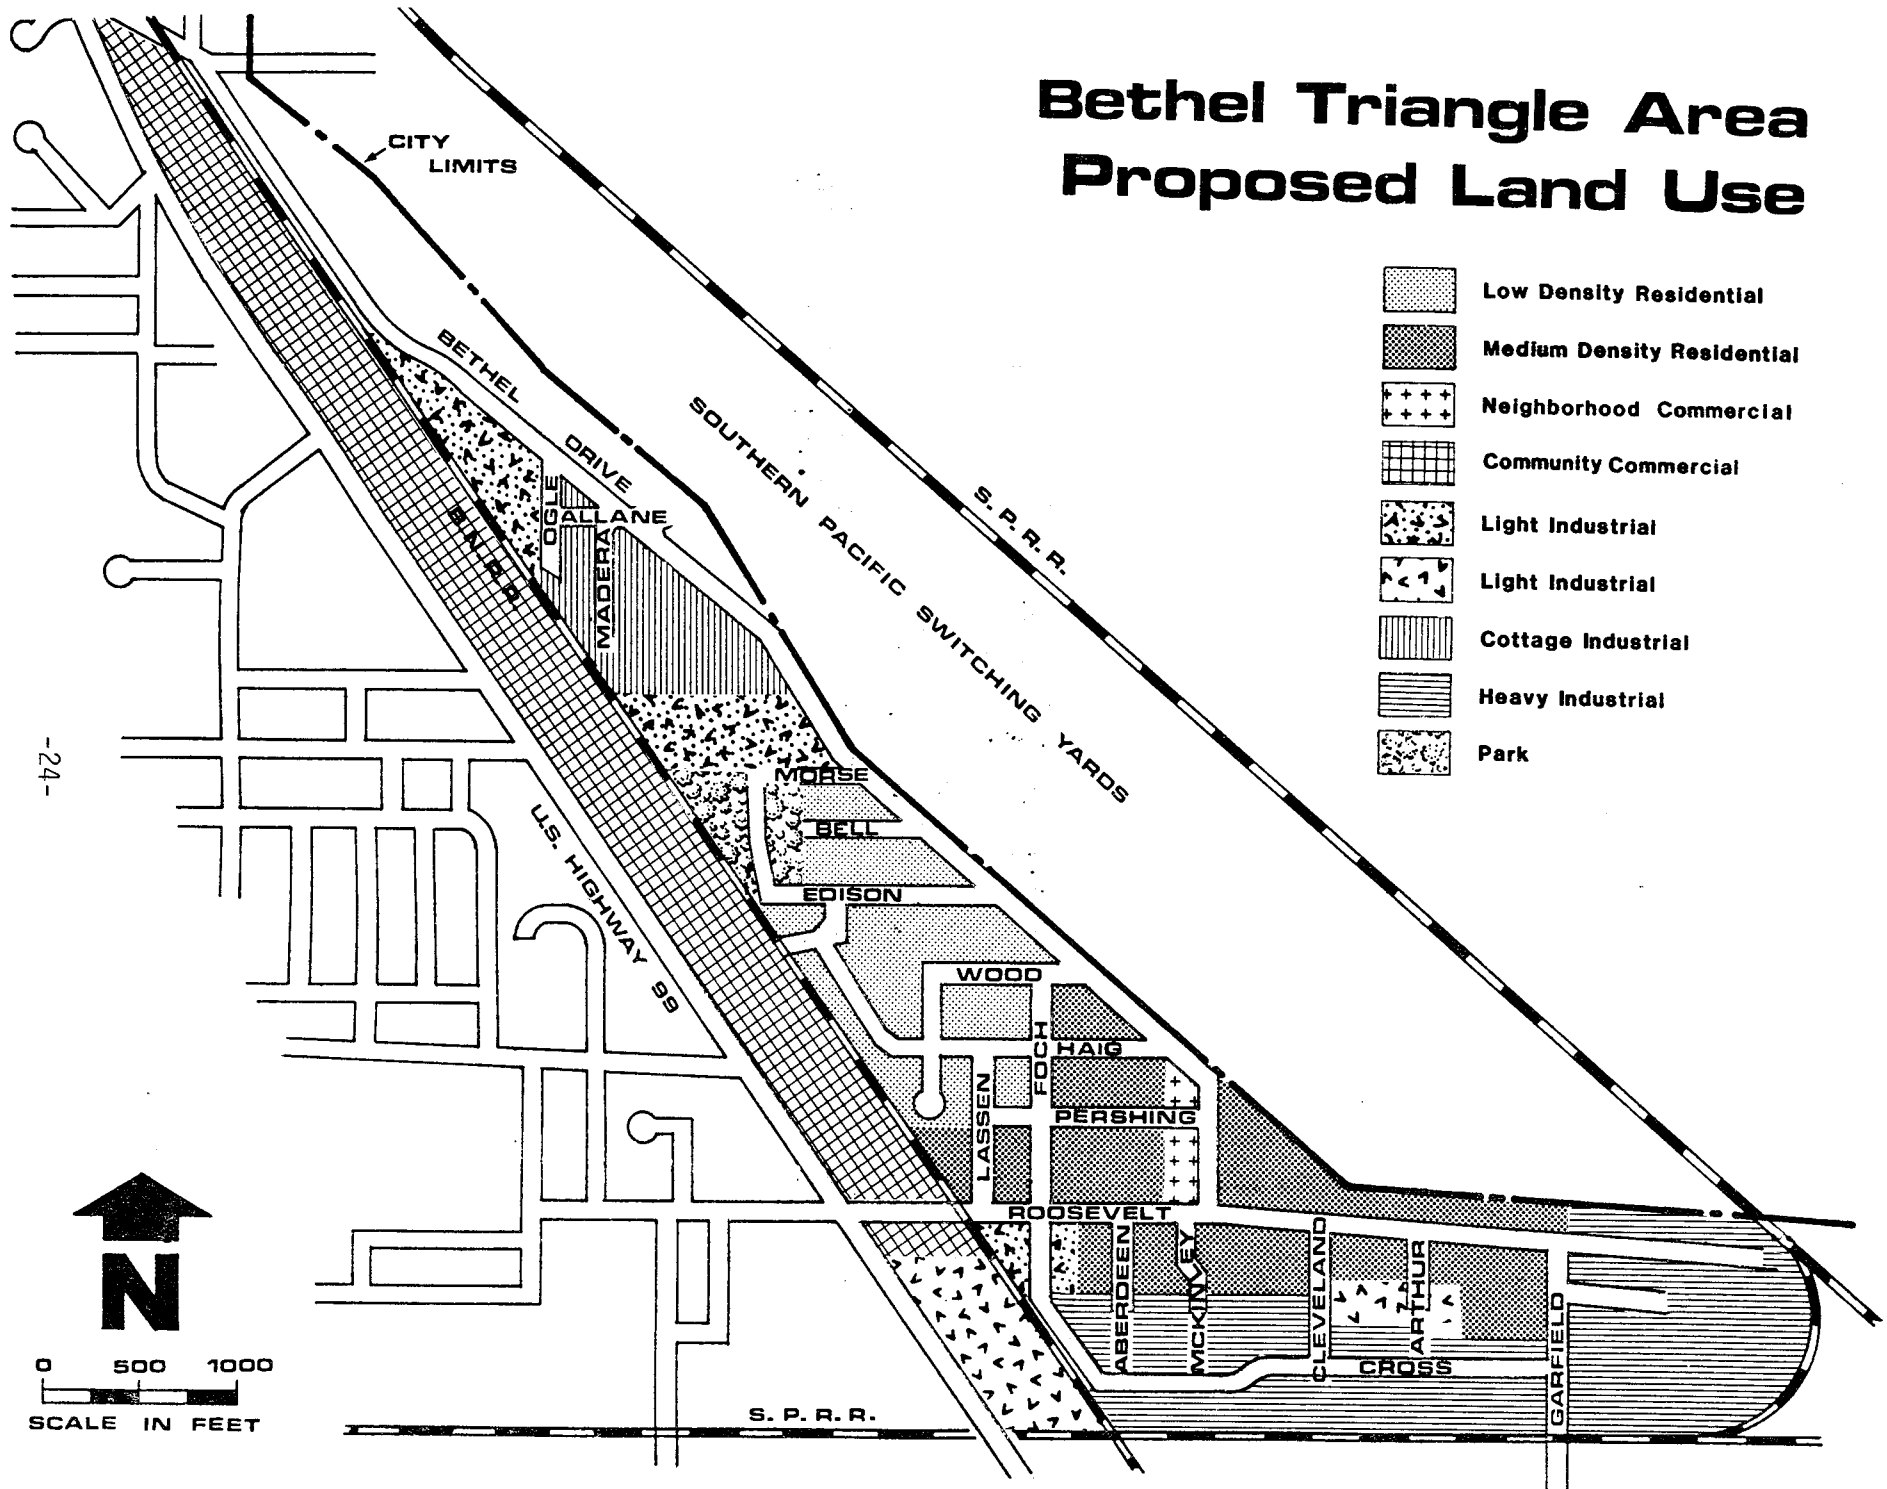 Bethel Triangle Area
Proposed Land Use
CITY
LIMITS
Low Density Residential
Medium Density Residential
Neighborhood Commercial
Community Commercial
Light Industrial
Light Industrial
Cottage Industrial
Heavy Industrial
Park
BETHEL DRIVE
SOUTHERN PACIFIC SWITCHING YARDS
S. P. R. R.
OGLE
ALLANE
MADERA
B. N. R. R.
U.S. HIGHWAY 99
MORSE
BELL
EDISON
WOOD
FOCH
HAIG
LASSEN
PERSHING
ROOSEVELT
ABERDEEN
MCKINLEY
CLEVELAND
ARTHUR
GARFIELD
CROSS
S. P. R. R.
-24-
N
0 500 1000
SCALE IN FEET